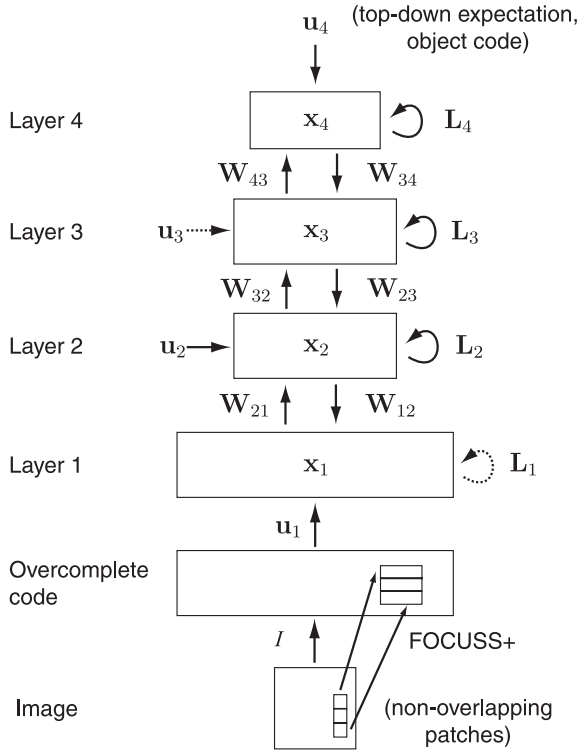 u4
(top-down expectation,
object code)
Layer 4
x4
L4
W43
W34
Layer 3
u3
x3
L3
W32
W23
Layer 2
u2
x2
L2
W21
W12
Layer 1
x1
L1
u1
Overcomplete
code
I
FOCUSS+
Image
(non-overlapping
patches)